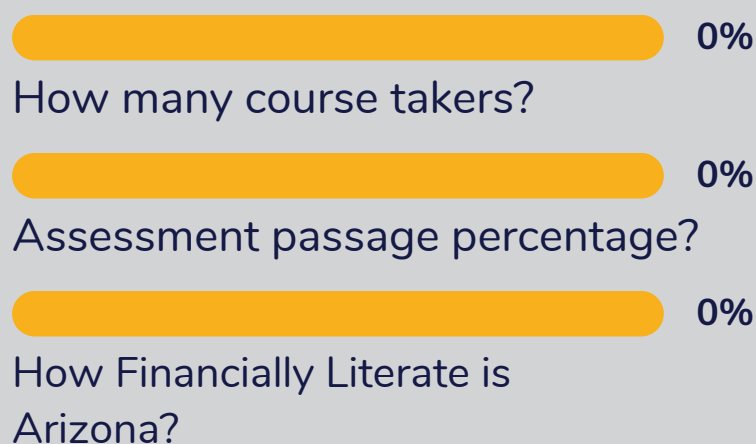 0%
How many course takers?
0%
Assessment passage percentage?
0%
How Financially Literate is
Arizona?